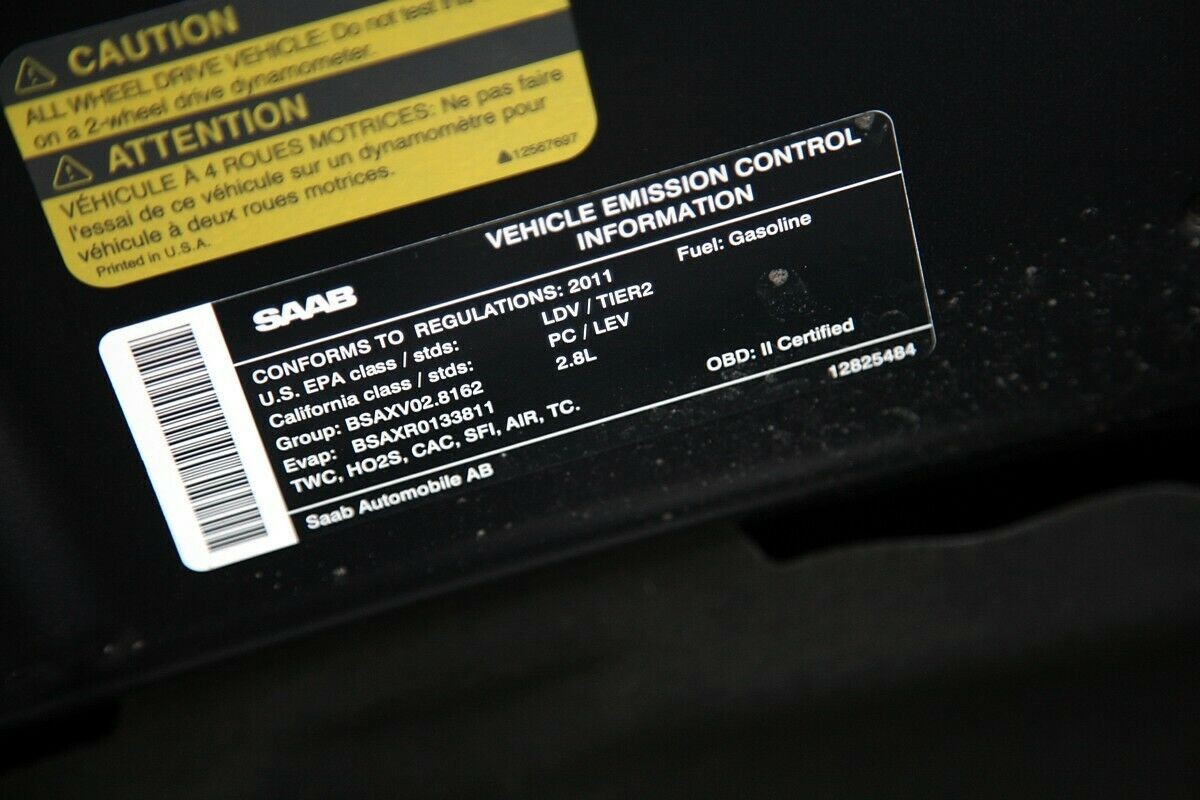 CAUTION
ALL WHEEL DRIVE VEHICLE: Do not test this
on a 2-wheel drive dynamometer.
ATTENTION
VÉHICULE À 4 ROUES MOTRICES: Ne pas faire
l'essai de ce véhicule sur un dynamomètre pour
véhicule à deux roues motrices.
Printed in U.S.A.
12567697
VEHICLE EMISSION CONTROL
INFORMATION
SAAB
CONFORMS TO REGULATIONS: 2011 Fuel: Gasoline
U.S. EPA class / stds: LDV / TIER2
California class / stds: PC / LEV
Group: BSAXV02.8162 2.8L
Evap: BSAXR0133811 OBD: II Certified
TWC, HO2S, CAC, SFI, AIR, TC.
Saab Automobile AB 12825484